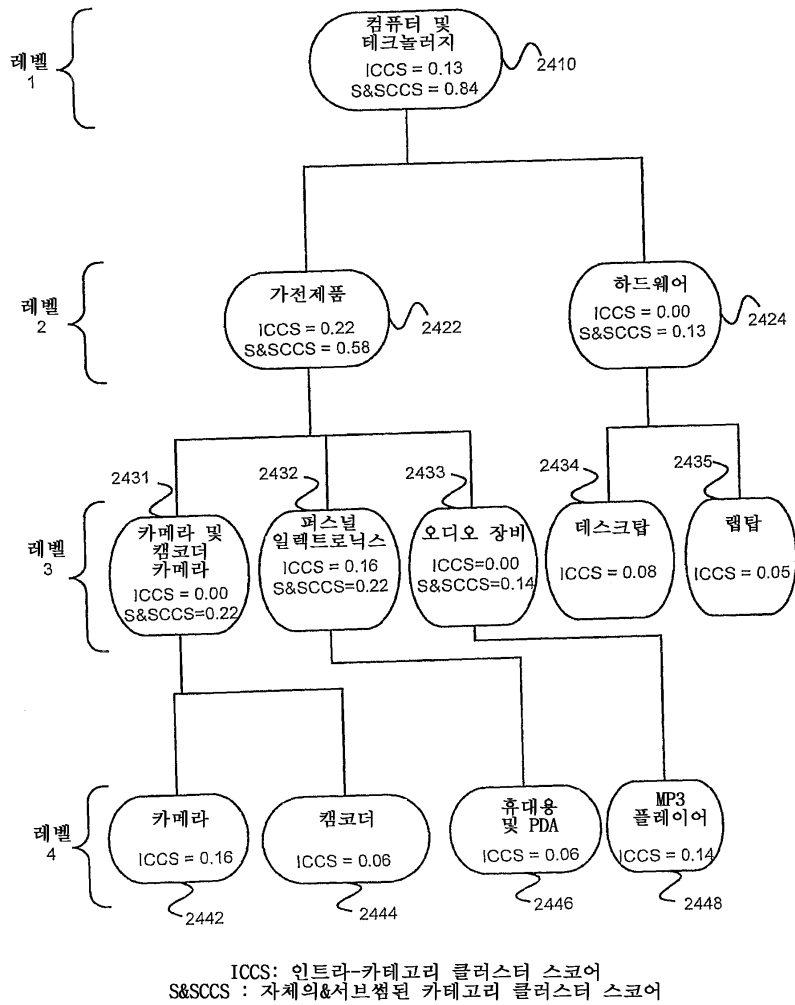 컴퓨터 및
테크놀러지
ICCS = 0.13
S&SCCS = 0.84
2410
레벨
1
레벨
2
가전제품
ICCS = 0.22
S&SCCS = 0.58
2422
하드웨어
ICCS = 0.00
S&SCCS = 0.13
2424
레벨
3
2431
카메라 및
캠코더
카메라
ICCS = 0.00
S&SCCS=0.22
2432
퍼스널
일렉트로닉스
ICCS = 0.16
S&SCCS=0.22
2433
오디오 장비
ICCS=0.00
S&SCCS=0.14
2434
데스크탑
ICCS = 0.08
2435
랩탑
ICCS = 0.05
레벨
4
카메라
ICCS = 0.16
2442
캠코더
ICCS = 0.06
2444
휴대용
및 PDA
ICCS = 0.06
2446
MP3
플레이어
ICCS = 0.14
2448
ICCS: 인트라-카테고리 클러스터 스코어
S&SCCS : 자체의&서브썸된 카테고리 클러스터 스코어